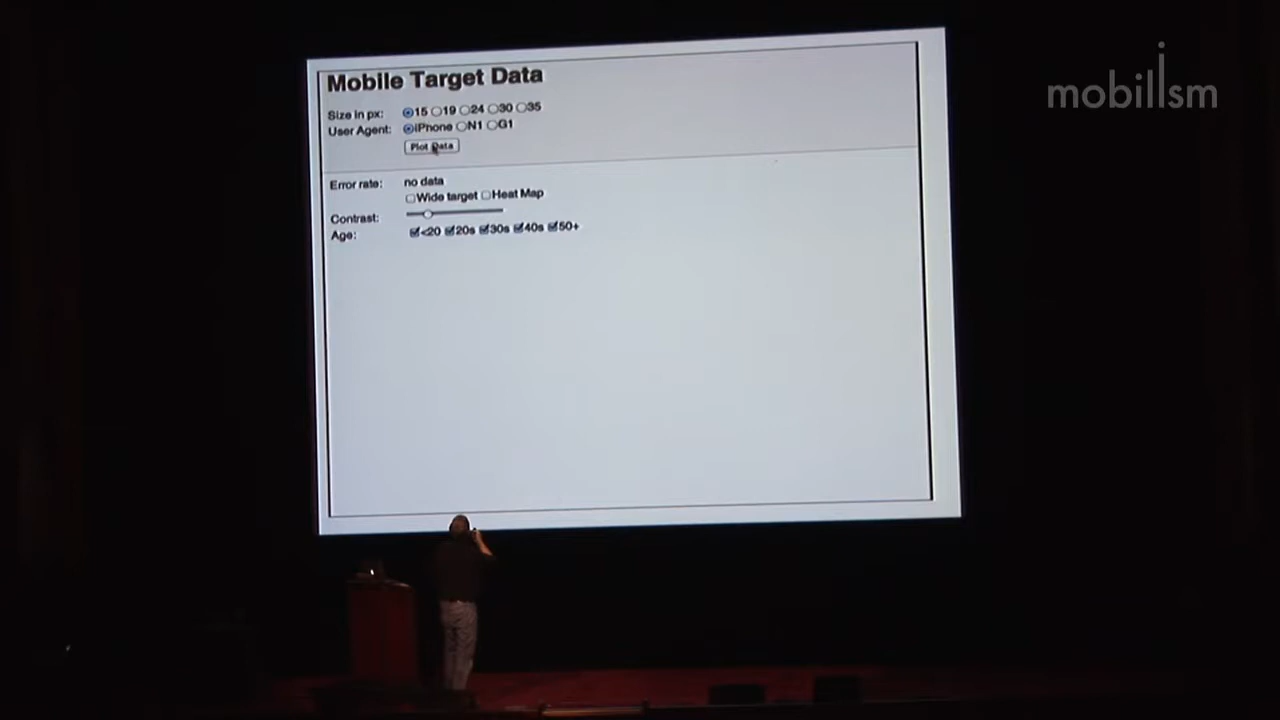 Mobile Target Data
mobilism
Size in px: 15 19 24 30 35
User Agent: iPhone N1 G1
Plot Data
Error rate: no data
Wide target Heat Map
Contrast:
Age: <20 20s 30s 40s 50+